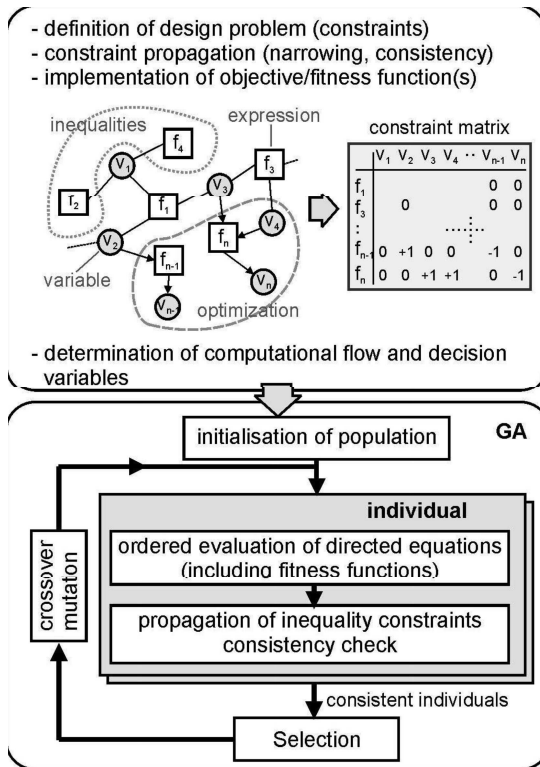 - definition of design problem (constraints)
- constraint propagation (narrowing, consistency)
- implementation of objective/fitness function(s)
inequalities
expression
constraint matrix
f4
V1
f3
V1 V2 V3 V4 ·· Vn-1 Vn
f2
f1
V3
f1 0 0
f3 0 0 0
V2
fn
V4
:
fn-1
fn-1 0 +1 0 0 -1 0
variable
Vn
fn 0 0 +1 +1 0 -1
Vn-1
optimization
- determination of computational flow and decision
variables
GA
initialisation of population
individual
ordered evaluation of directed equations
(including fitness functions)
crossover
mutation
propagation of inequality constraints
consistency check
consistent individuals
Selection